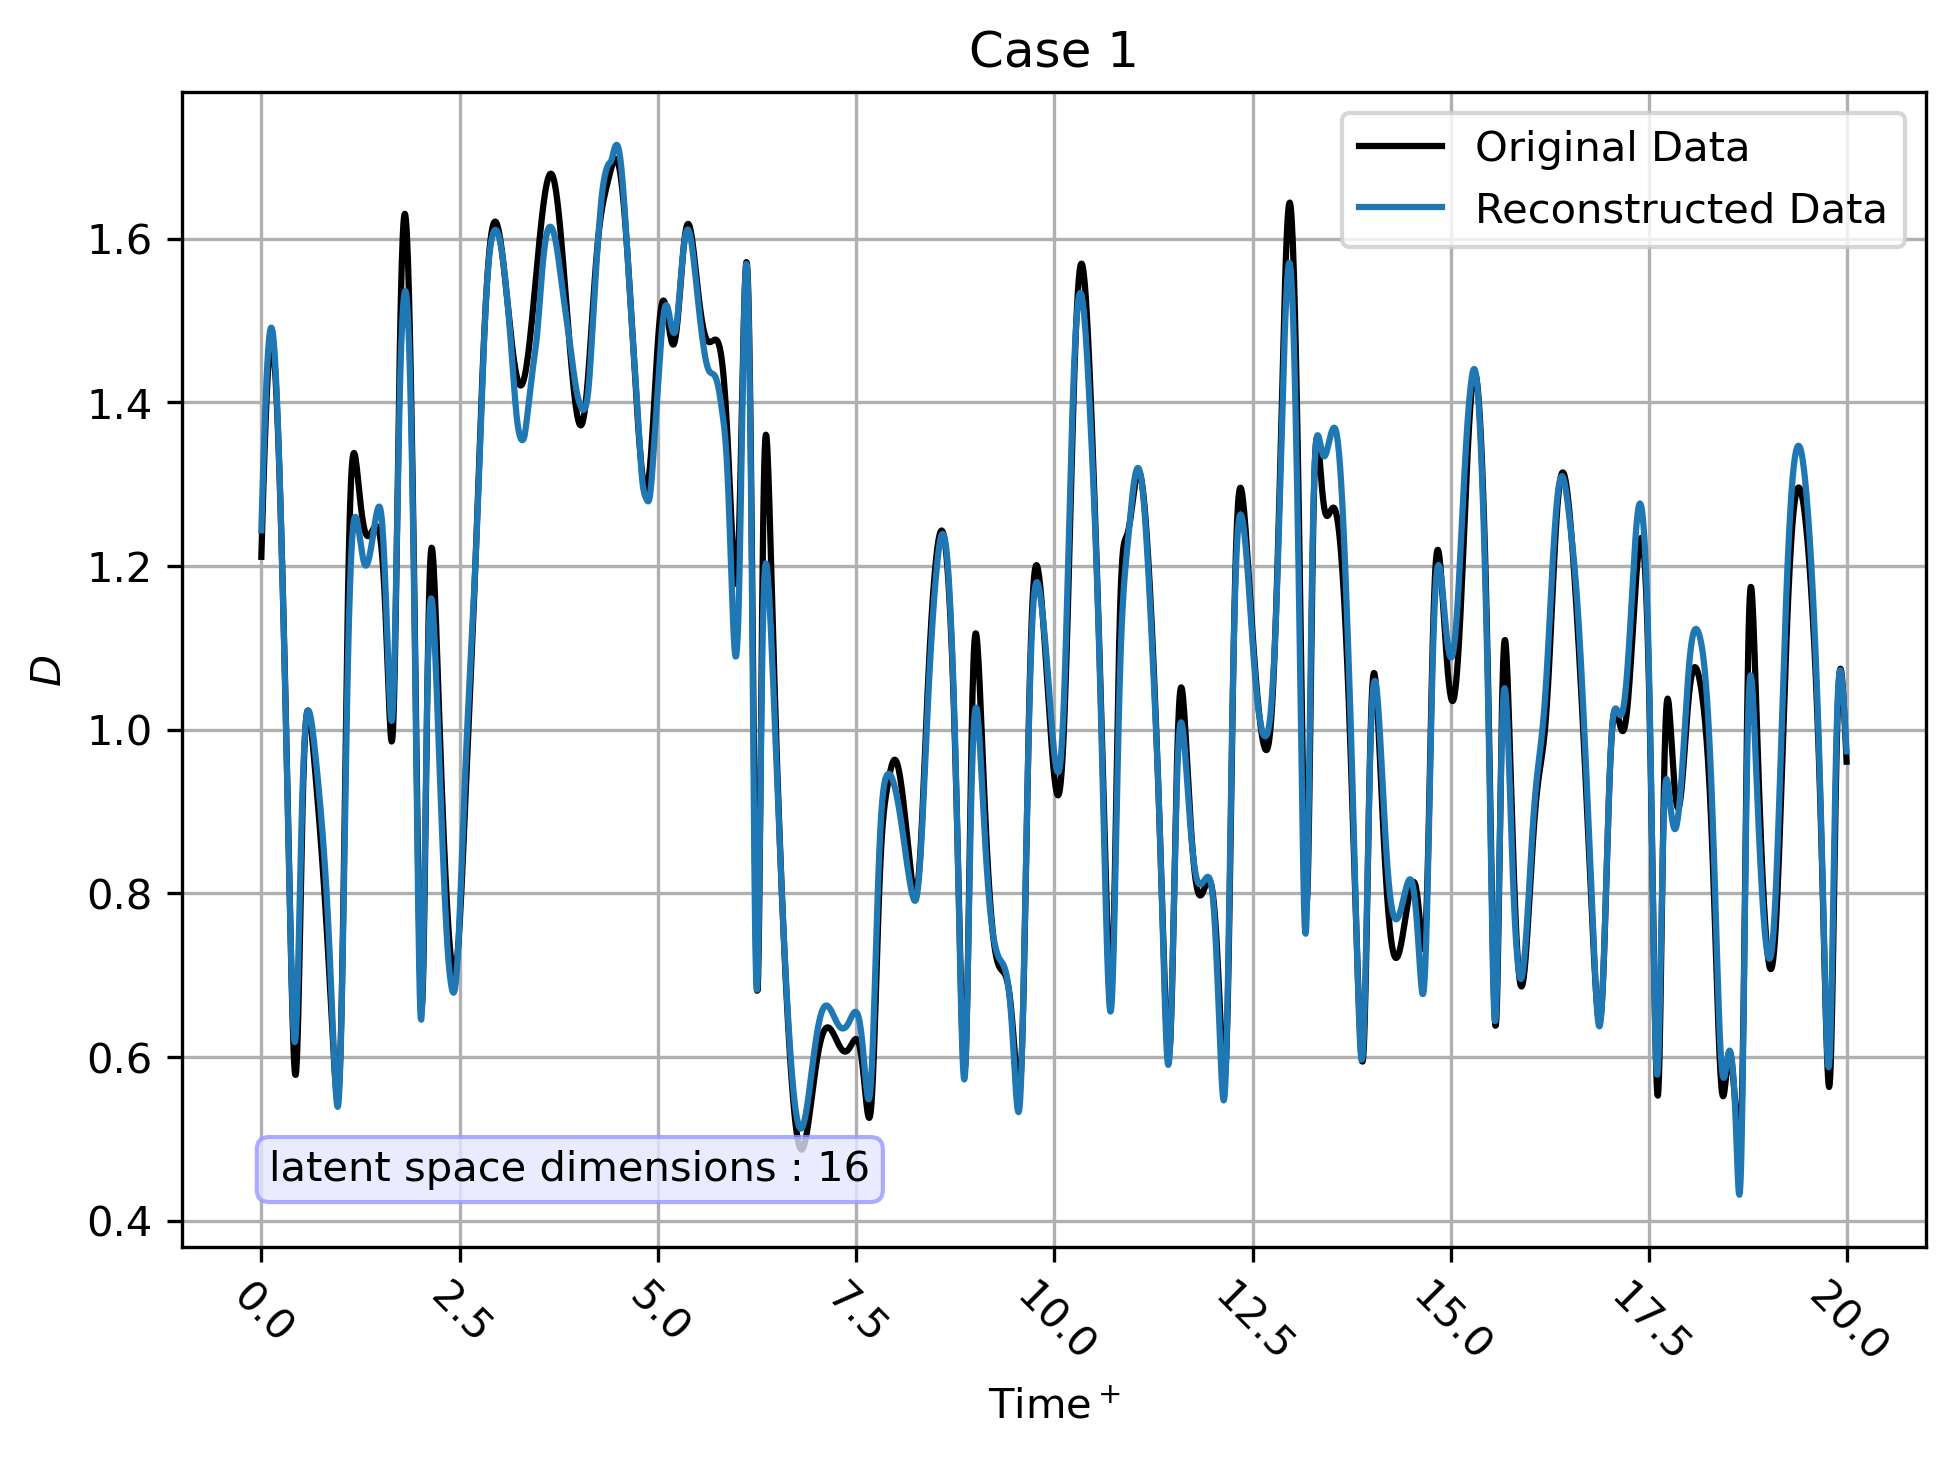 Case 1
Original Data
Reconstructed Data
D
1.6
1.4
1.2
1.0
0.8
0.6
0.4
latent space dimensions : 16
0.0
2.5
5.0
7.5
10.0
12.5
15.0
17.5
20.0
Time⁺